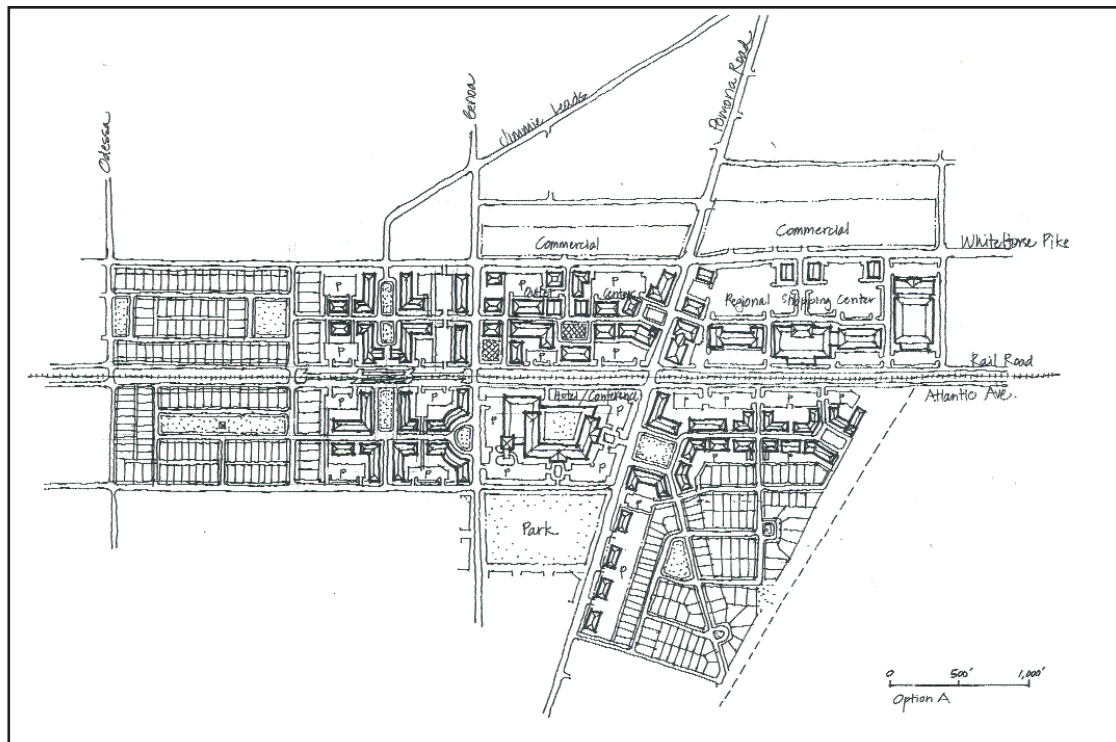 Odessa
Genoa
Jimmie Leeds
Pomona Road
Commercial
Commercial
White Horse Pike
P
P
P
Outlet
P
Center
Regional Shopping Center
P
P
P
P
Rail Road
Atlantic Ave.
P
P
Hotel / Conference
P
P
P
P
P
P
P
P
P
P
P
P
P
Park
P
P
0 500' 1,000'
Option A